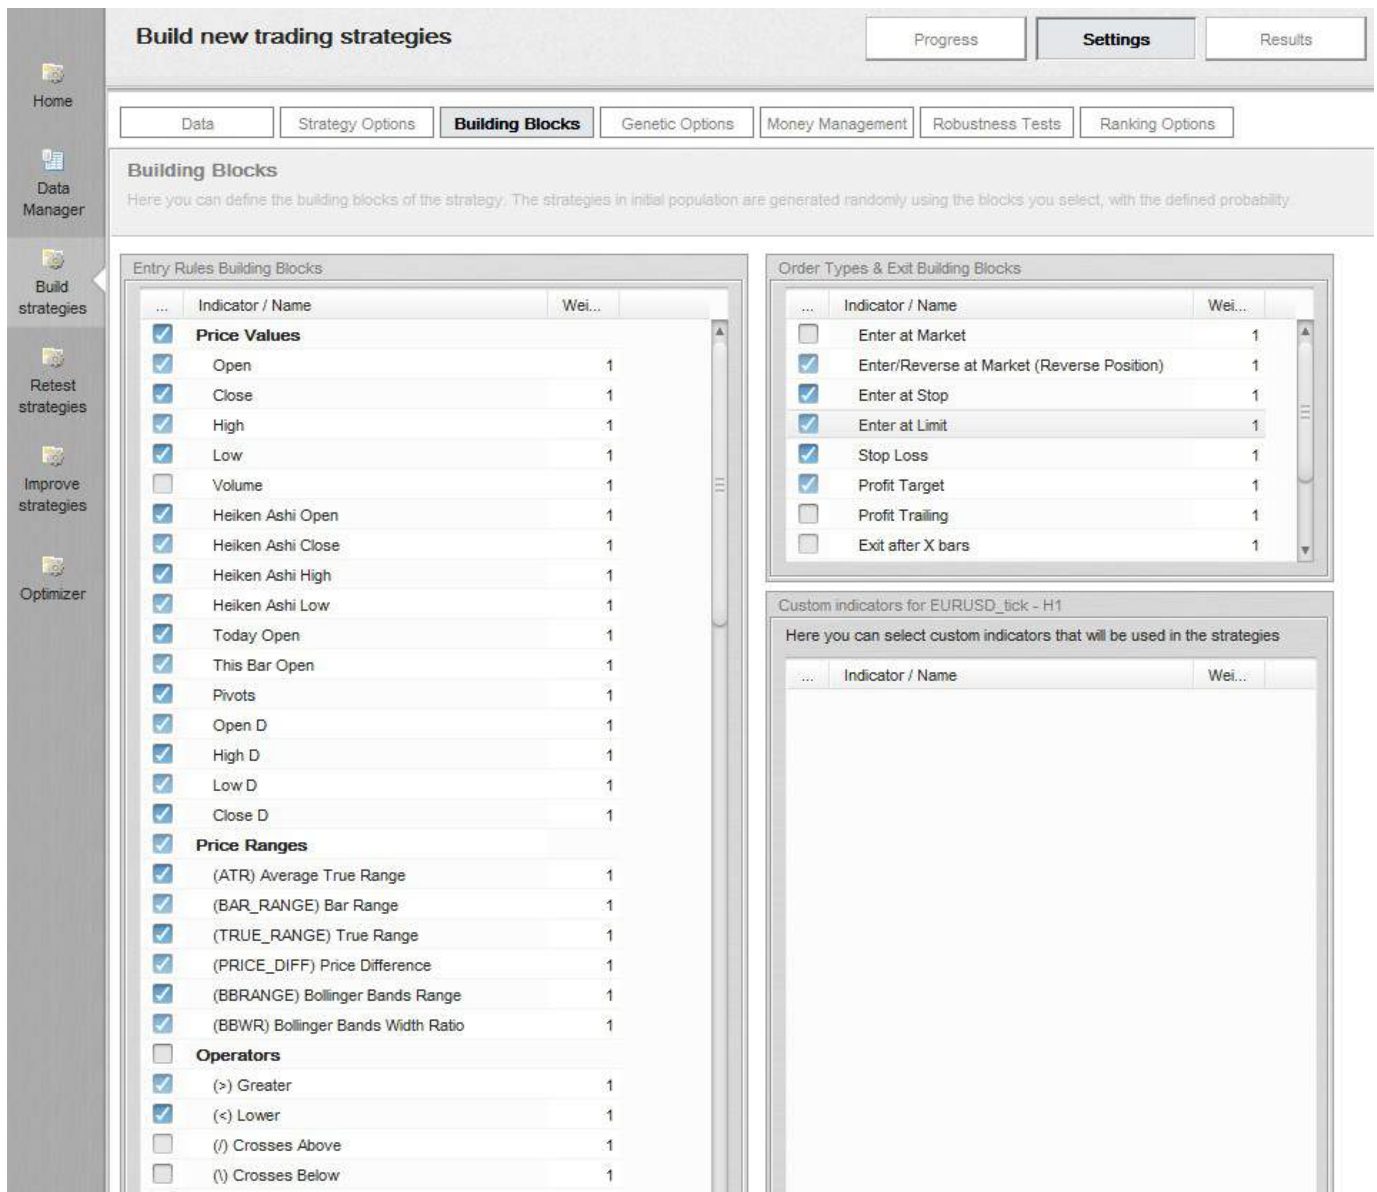 Build new trading strategies
Progress
Settings
Results
Home
Data
Manager
Build
strategies
Retest
strategies
Improve
strategies
Optimizer
Data
Strategy Options
Building Blocks
Genetic Options
Money Management
Robustness Tests
Ranking Options
Building Blocks
Here you can define the building blocks of the strategy. The strategies in initial population are generated randomly using the blocks you select, with the defined probability.
Entry Rules Building Blocks
... Indicator / Name Wei...
Price Values
Open 1
Close 1
High 1
Low 1
Volume 1
Heiken Ashi Open 1
Heiken Ashi Close 1
Heiken Ashi High 1
Heiken Ashi Low 1
Today Open 1
This Bar Open 1
Pivots 1
Open D 1
High D 1
Low D 1
Close D 1
Price Ranges
(ATR) Average True Range 1
(BAR_RANGE) Bar Range 1
(TRUE_RANGE) True Range 1
(PRICE_DIFF) Price Difference 1
(BBRANGE) Bollinger Bands Range 1
(BBWR) Bollinger Bands Width Ratio 1
Operators
(>) Greater 1
(<) Lower 1
(/) Crosses Above 1
(\) Crosses Below 1
Order Types & Exit Building Blocks
... Indicator / Name Wei...
Enter at Market 1
Enter/Reverse at Market (Reverse Position) 1
Enter at Stop 1
Enter at Limit 1
Stop Loss 1
Profit Target 1
Profit Trailing 1
Exit after X bars 1
Custom indicators for EURUSD_tick - H1
Here you can select custom indicators that will be used in the strategies
... Indicator / Name Wei...